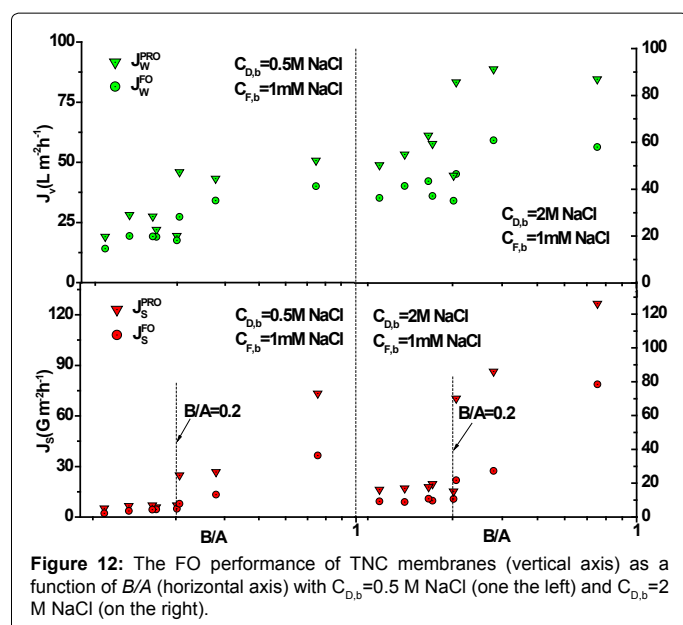 100
75
50
25
0
J_v(L m⁻²h⁻¹)
J_W^PRO
J_W^FO
C_D,b=0.5M NaCl
C_F,b=1mM NaCl
C_D,b=2M NaCl
C_F,b=1mM NaCl
100
80
60
40
20
0
120
90
60
30
0
J_S(G m⁻²h⁻¹)
J_S^PRO
J_S^FO
C_D,b=0.5M NaCl
C_F,b=1mM NaCl
B/A=0.2
C_D,b=2M NaCl
C_F,b=1mM NaCl
B/A=0.2
120
100
80
60
40
20
0
B/A
1
B/A
1
Figure 12: The FO performance of TNC membranes (vertical axis) as a
function of B/A (horizontal axis) with C_D,b=0.5 M NaCl (one the left) and C_D,b=2
M NaCl (on the right).